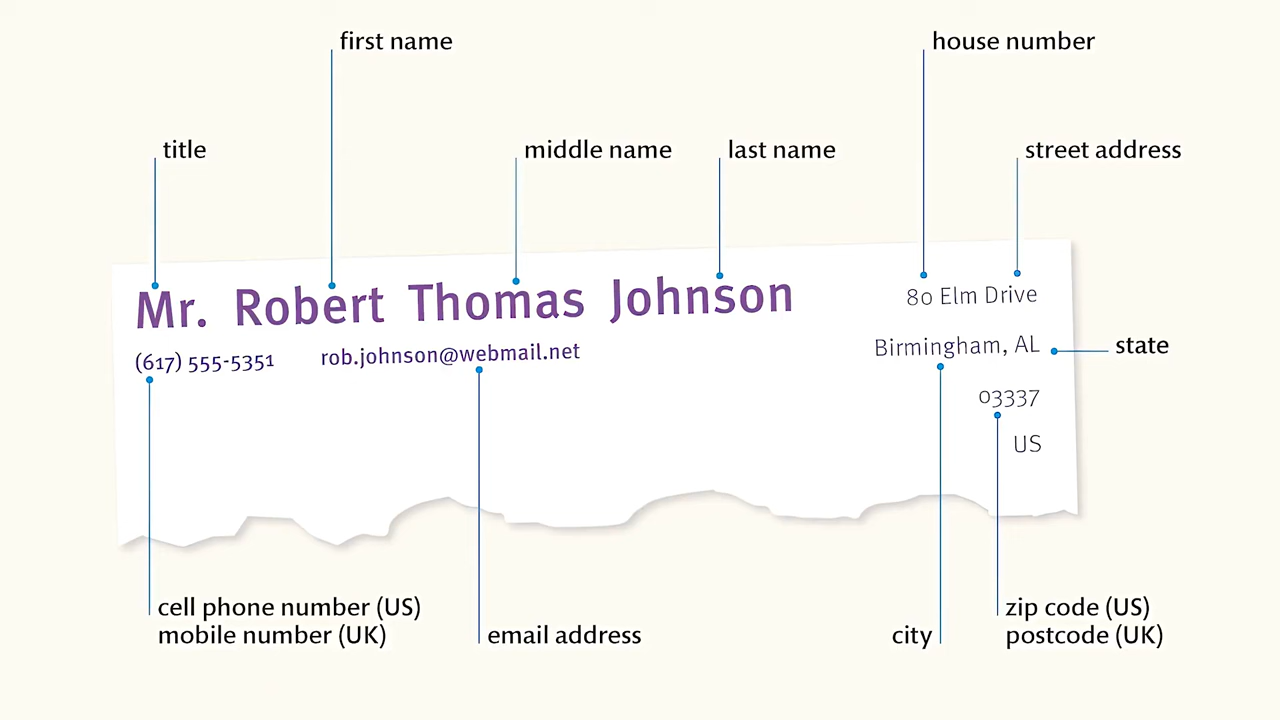 first name
house number
title
middle name
last name
street address
Mr. Robert Thomas Johnson
80 Elm Drive
(617) 555-5351
rob.johnson@webmail.net
Birmingham, AL
state
03337
US
cell phone number (US)
mobile number (UK)
email address
city
zip code (US)
postcode (UK)